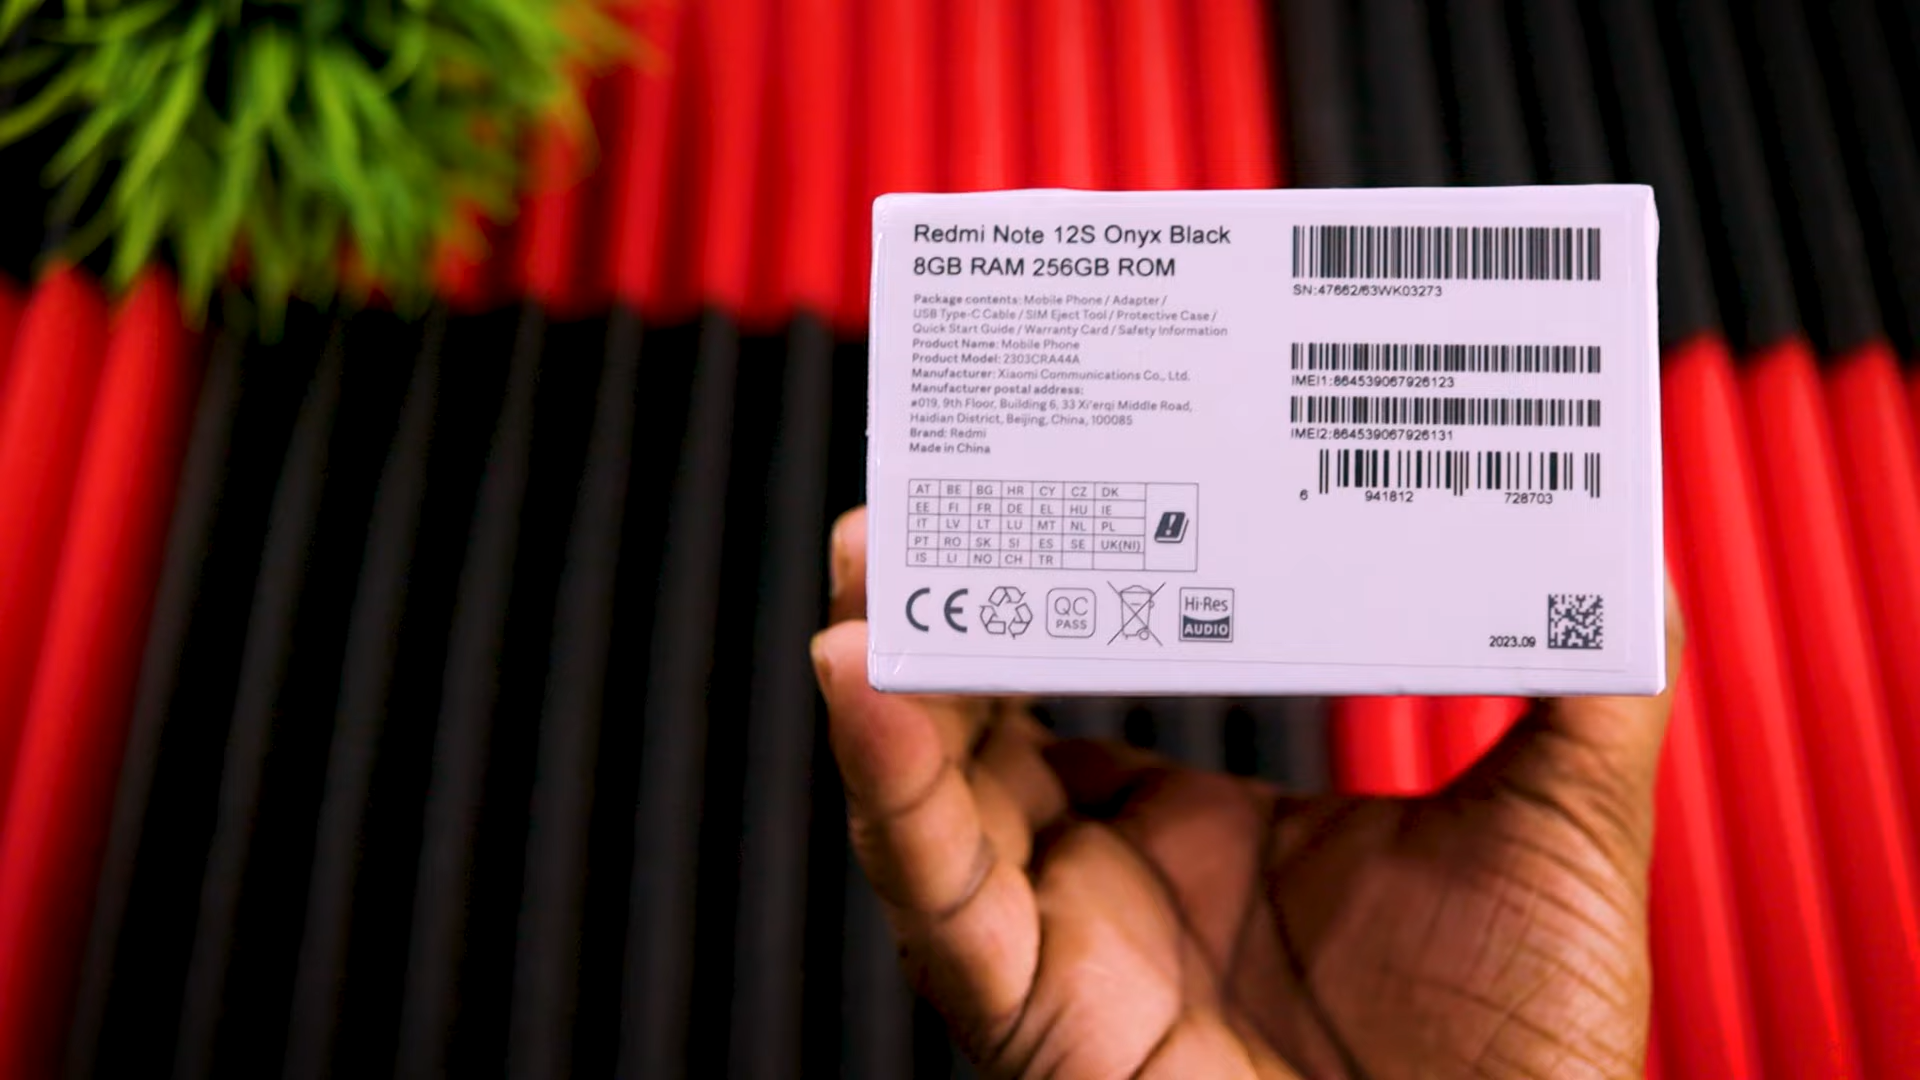 Redmi Note 12S Onyx Black
8GB RAM 256GB ROM
Package contents: Mobile Phone / Adapter /
USB Type-C Cable / SIM Eject Tool / Protective Case /
Quick Start Guide / Warranty Card / Safety Information
Product Name: Mobile Phone
Product Model: 2303CRA44A
Manufacturer: Xiaomi Communications Co., Ltd.
Manufacturer postal address:
#019, 9th Floor, Building 6, 33 Xi'erqi Middle Road,
Haidian District, Beijing, China, 100085
Brand: Redmi
Made in China
AT BE BG HR CY CZ DK
EE FI FR DE EL HU IE
IT LV LT LU MT NL PL
PT RO SK SI ES SE UK(NI)
IS LI NO CH TR
CE
QC
PASS
Hi-Res
AUDIO
SN:47662/63WK03273
IMEI1:864539067926123
IMEI2:864539067926131
6 941812 728703
2023.09